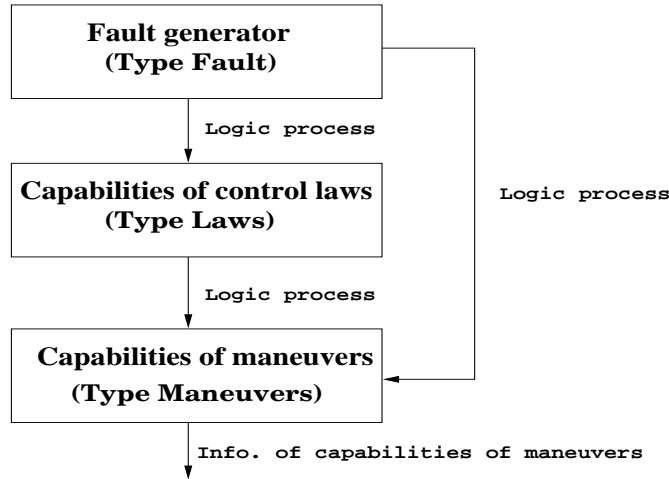 Fault generator
(Type Fault)
Logic process
Capabilities of control laws
(Type Laws)
Logic process
Logic process
Capabilities of maneuvers
(Type Maneuvers)
Info. of capabilities of maneuvers